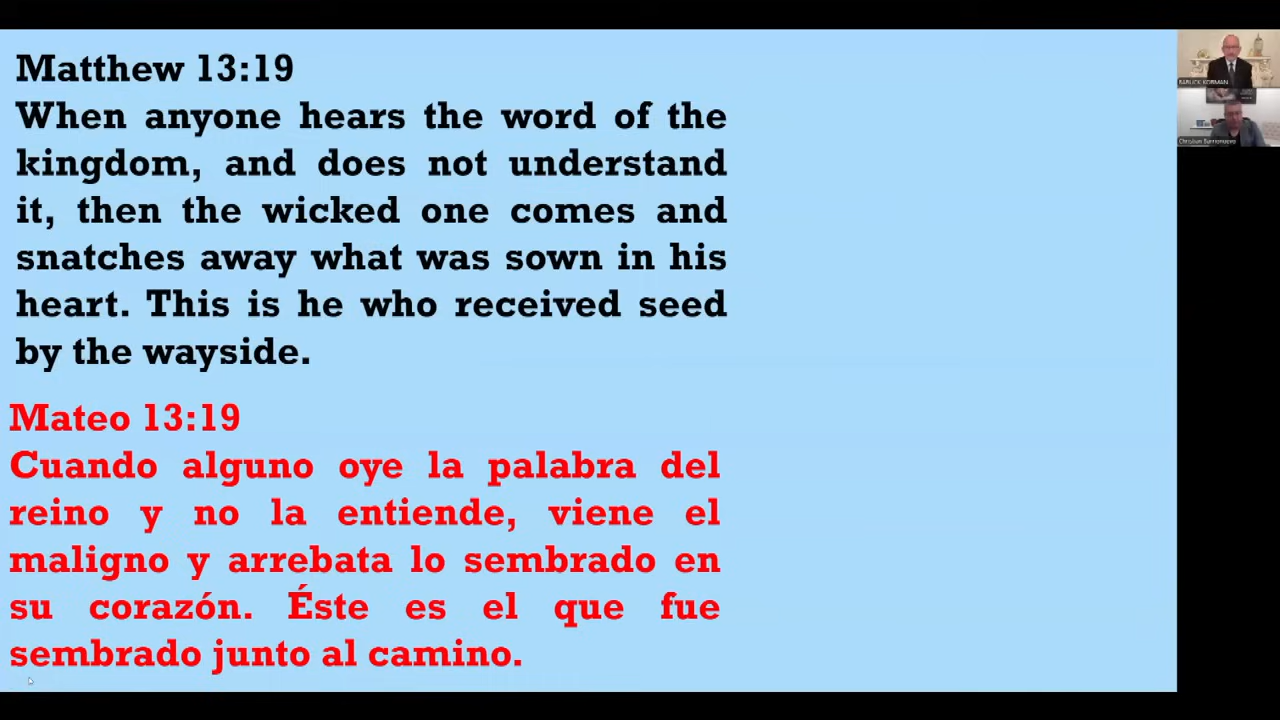 Matthew 13:19
When anyone hears the word of the
kingdom, and does not understand
it, then the wicked one comes and
snatches away what was sown in his
heart. This is he who received seed
by the wayside.
Mateo 13:19
Cuando alguno oye la palabra del
reino y no la entiende, viene el
maligno y arrebata lo sembrado en
su corazón. Éste es el que fue
sembrado junto al camino.
BARUCK KORMAN
Christian